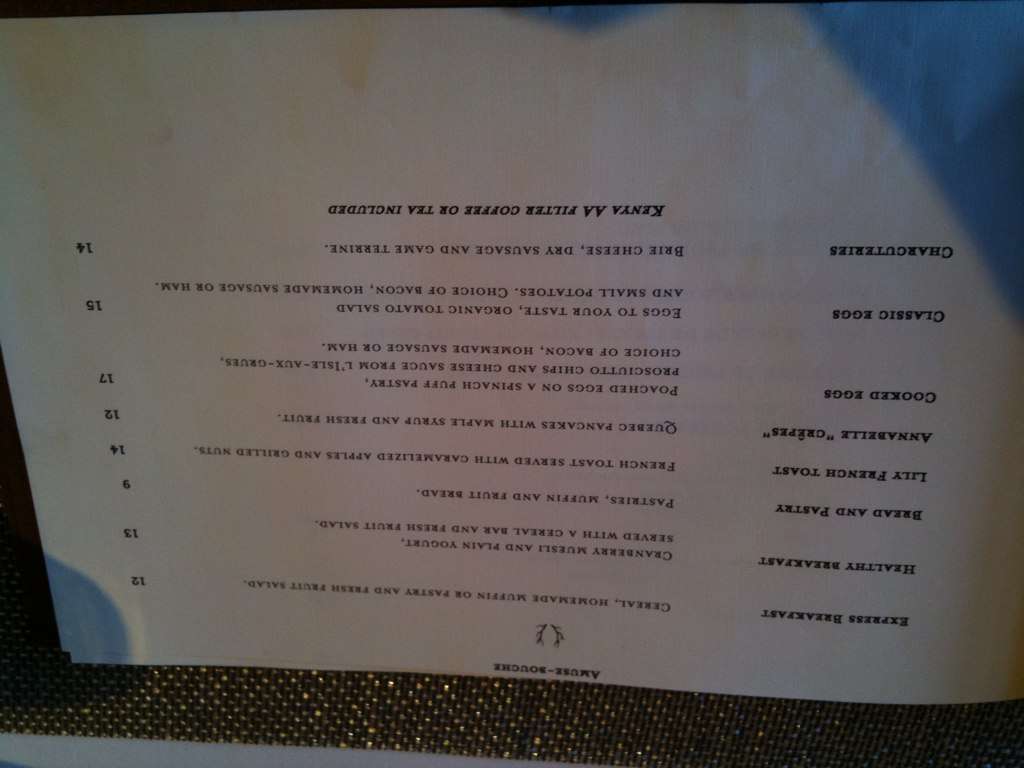 AMUSE-BOUCHE
EXPRESS BREAKFAST CEREAL, HOMEMADE MUFFIN OR PASTRY AND FRESH FRUIT SALAD. 12
HEALTHY BREAKFAST CRANBERRY MUESLI AND PLAIN YOGURT,
SERVED WITH A CEREAL BAR AND FRESH FRUIT SALAD. 13
BREAD AND PASTRY PASTRIES, MUFFIN AND FRUIT BREAD. 9
LILY FRENCH TOAST FRENCH TOAST SERVED WITH CARAMELIZED APPLES AND GRILLED NUTS. 14
ANNABELLE "CRÊPES" QUEBEC PANCAKES WITH MAPLE SYRUP AND FRESH FRUIT. 12
COOKED EGGS POACHED EGGS ON A SPINACH PUFF PASTRY, 17
PROSCIUTTO CHIPS AND CHEESE SAUCE FROM L'ISLE-AUX-GRUES,
CHOICE OF BACON, HOMEMADE SAUSAGE OR HAM.
CLASSIC EGGS EGGS TO YOUR TASTE, ORGANIC TOMATO SALAD 15
AND SMALL POTATOES. CHOICE OF BACON, HOMEMADE SAUSAGE OR HAM.
CHARCUTERIES BRIE CHEESE, DRY SAUSAGE AND GAME TERRINE. 14
KENYA AA FILTER COFFEE OR TEA INCLUDED